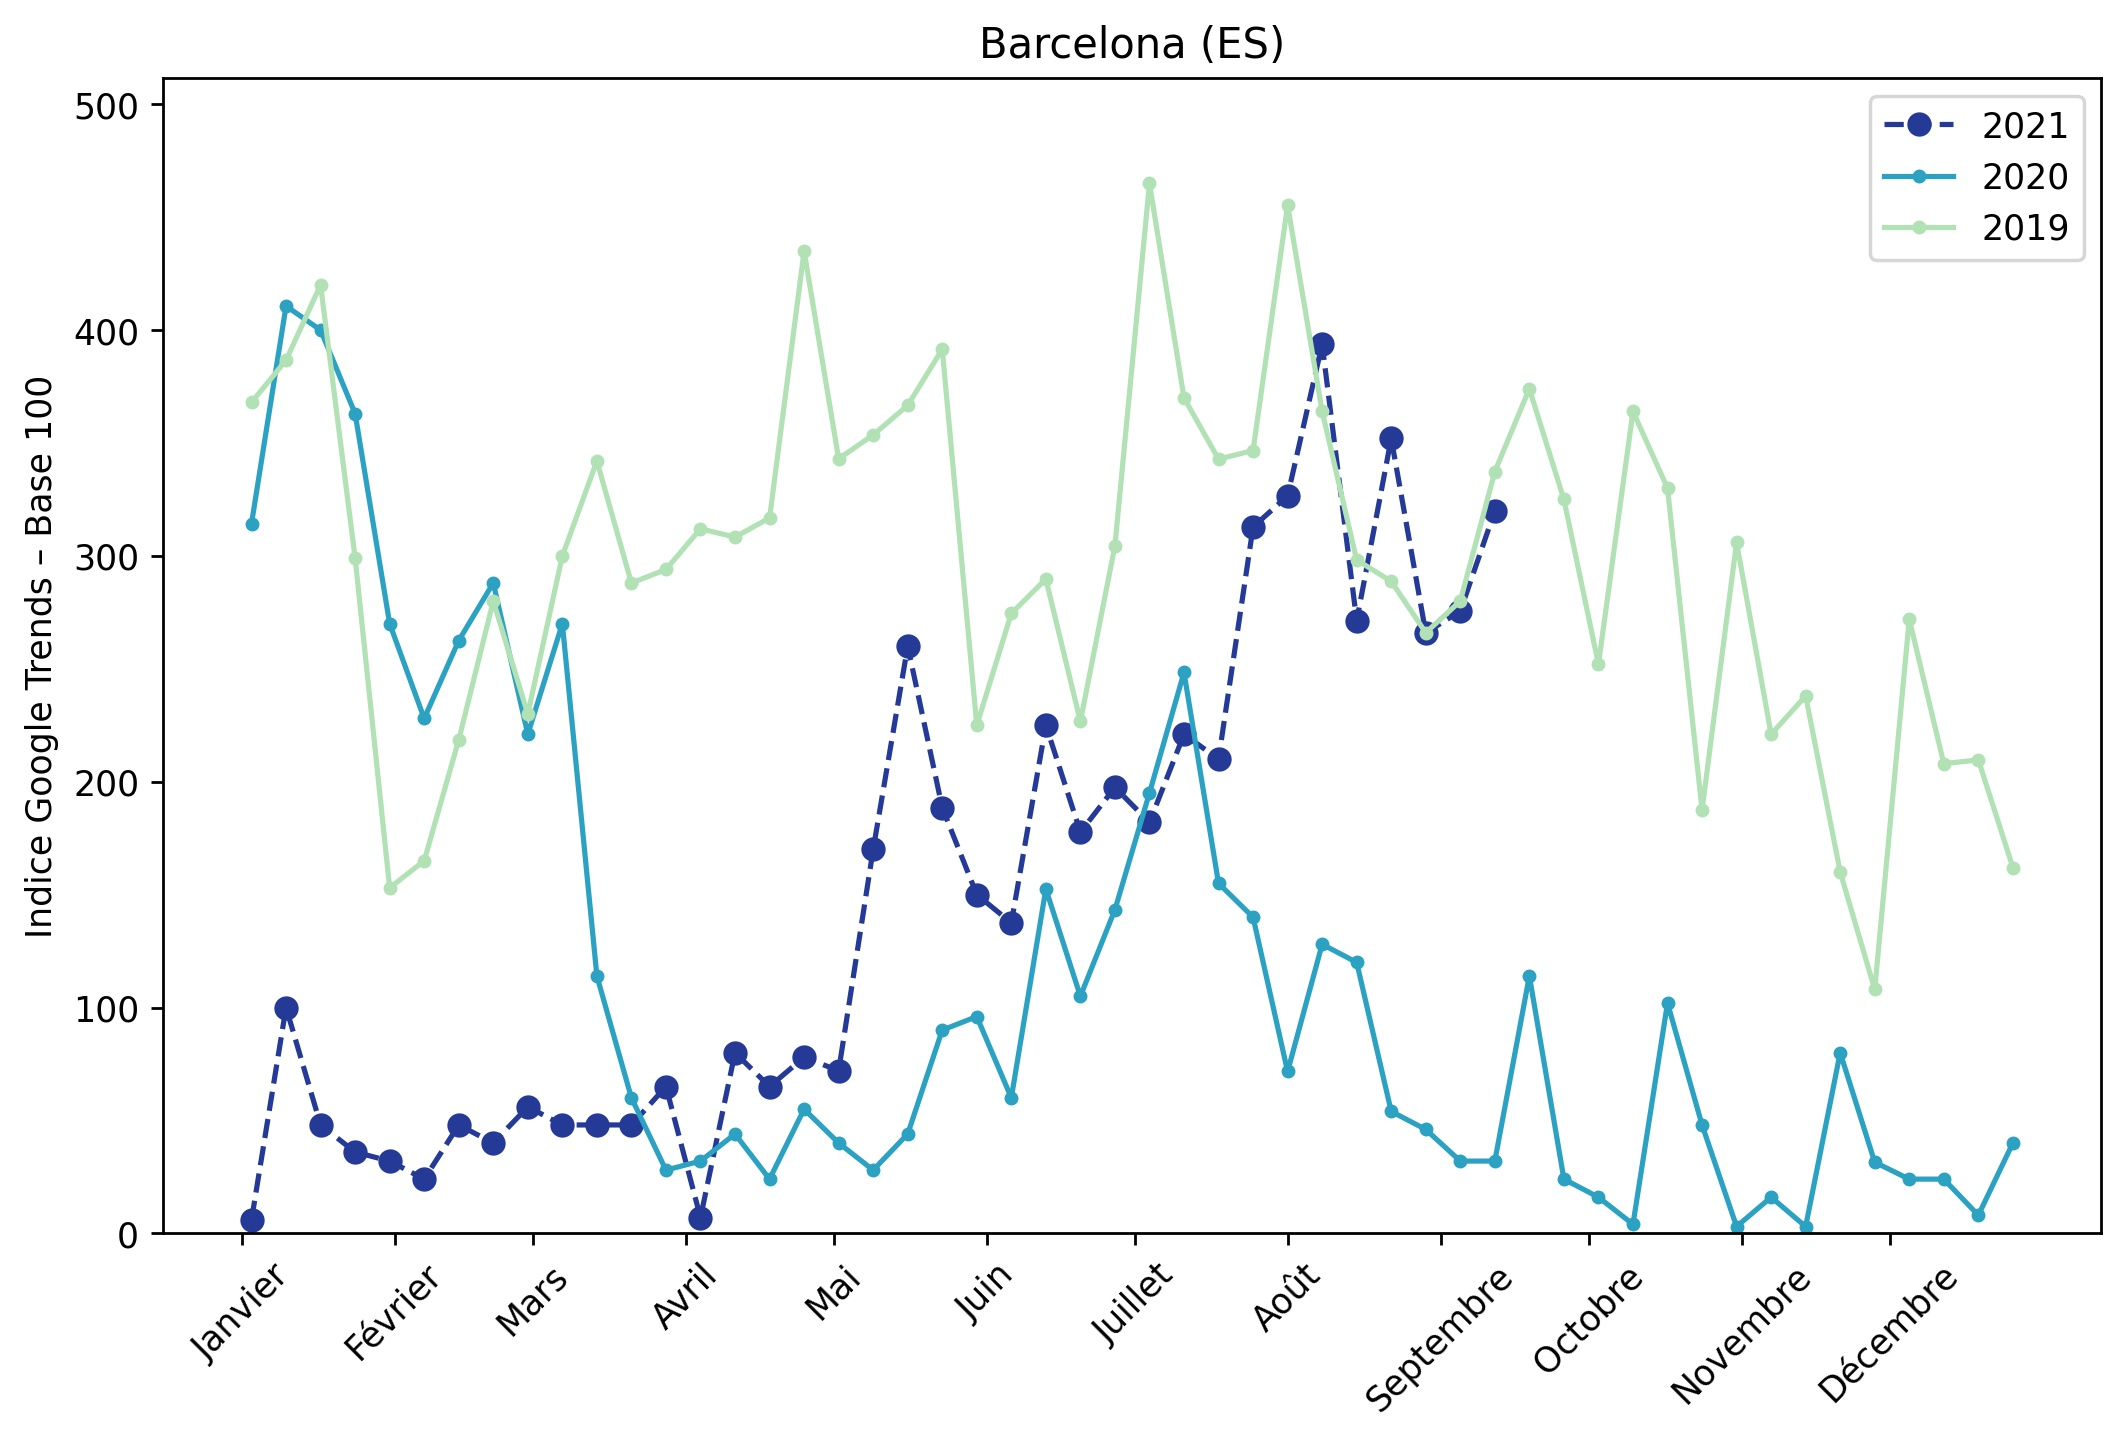 Barcelona (ES)
500
400
300
200
100
0
Indice Google Trends – Base 100
2021
2020
2019
Janvier
Février
Mars
Avril
Mai
Juin
Juillet
Août
Septembre
Octobre
Novembre
Décembre